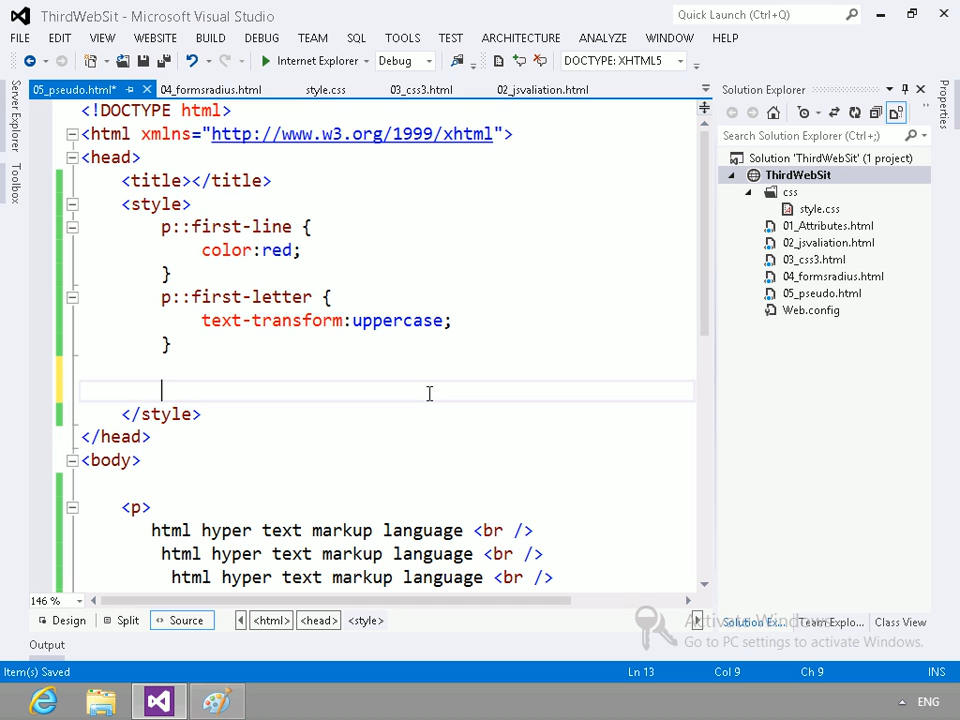 ThirdWebSit - Microsoft Visual Studio
Quick Launch (Ctrl+Q)
FILE EDIT VIEW WEBSITE BUILD DEBUG TEAM SQL TOOLS TEST ARCHITECTURE ANALYZE WINDOW HELP
Internet Explorer Debug DOCTYPE: XHTML5
05_pseudo.html* 04_formsradius.html style.css 03_css3.html 02_jsvaliation.html
Server Explorer
Toolbox
<!DOCTYPE html>
<html xmlns="http://www.w3.org/1999/xhtml">
<head>
<title></title>
<style>
p::first-line {
color:red;
}
p::first-letter {
text-transform:uppercase;
}
</style>
</head>
<body>
<p>
html hyper text markup language <br />
html hyper text markup language <br />
html hyper text markup language <br />
146 %
Design Split Source <html> <head> <style>
Output
Solution Explorer
Search Solution Explorer (Ctrl+;)
Solution 'ThirdWebSit' (1 project)
ThirdWebSit
css
style.css
01_Attributes.html
02_jsvaliation.html
03_css3.html
04_formsradius.html
05_pseudo.html
Web.config
Properties
Solution Ex... Team Explo... Class View
Activate Windows
Go to PC settings to activate Windows.
Item(s) Saved Ln 13 Col 9 Ch 9 INS
ENG